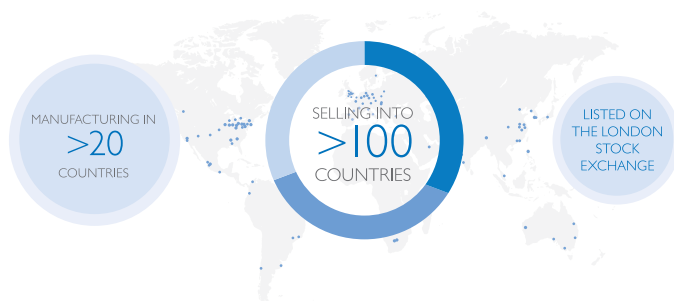 MANUFACTURING IN
>20
COUNTRIES
SELLING INTO
>100
COUNTRIES
LISTED ON
THE LONDON
STOCK
EXCHANGE